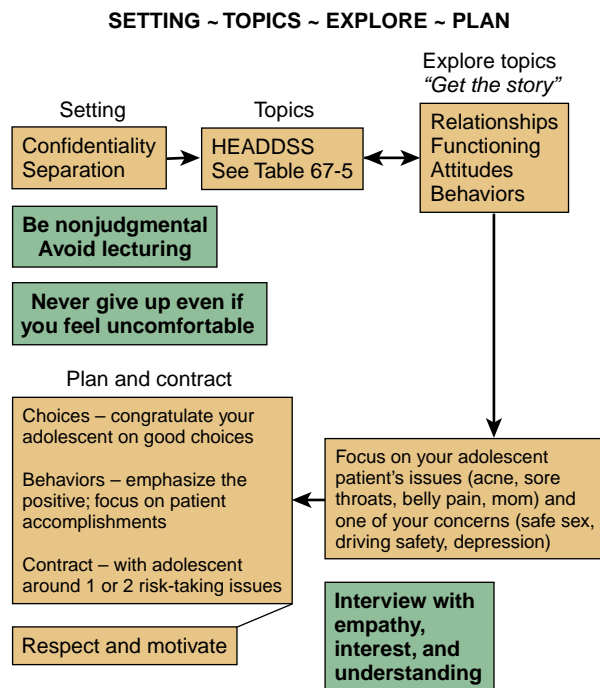 SETTING ~ TOPICS ~ EXPLORE ~ PLAN
Setting
Confidentiality
Separation
Topics
HEADDSS
See Table 67-5
Explore topics
“Get the story”
Relationships
Functioning
Attitudes
Behaviors
Be nonjudgmental
Avoid lecturing
Never give up even if
you feel uncomfortable
Focus on your adolescent
patient’s issues (acne, sore
throats, belly pain, mom) and
one of your concerns (safe sex,
driving safety, depression)
Plan and contract
Choices – congratulate your
adolescent on good choices
Behaviors – emphasize the
positive; focus on patient
accomplishments
Contract – with adolescent
around 1 or 2 risk-taking issues
Respect and motivate
Interview with
empathy,
interest, and
understanding